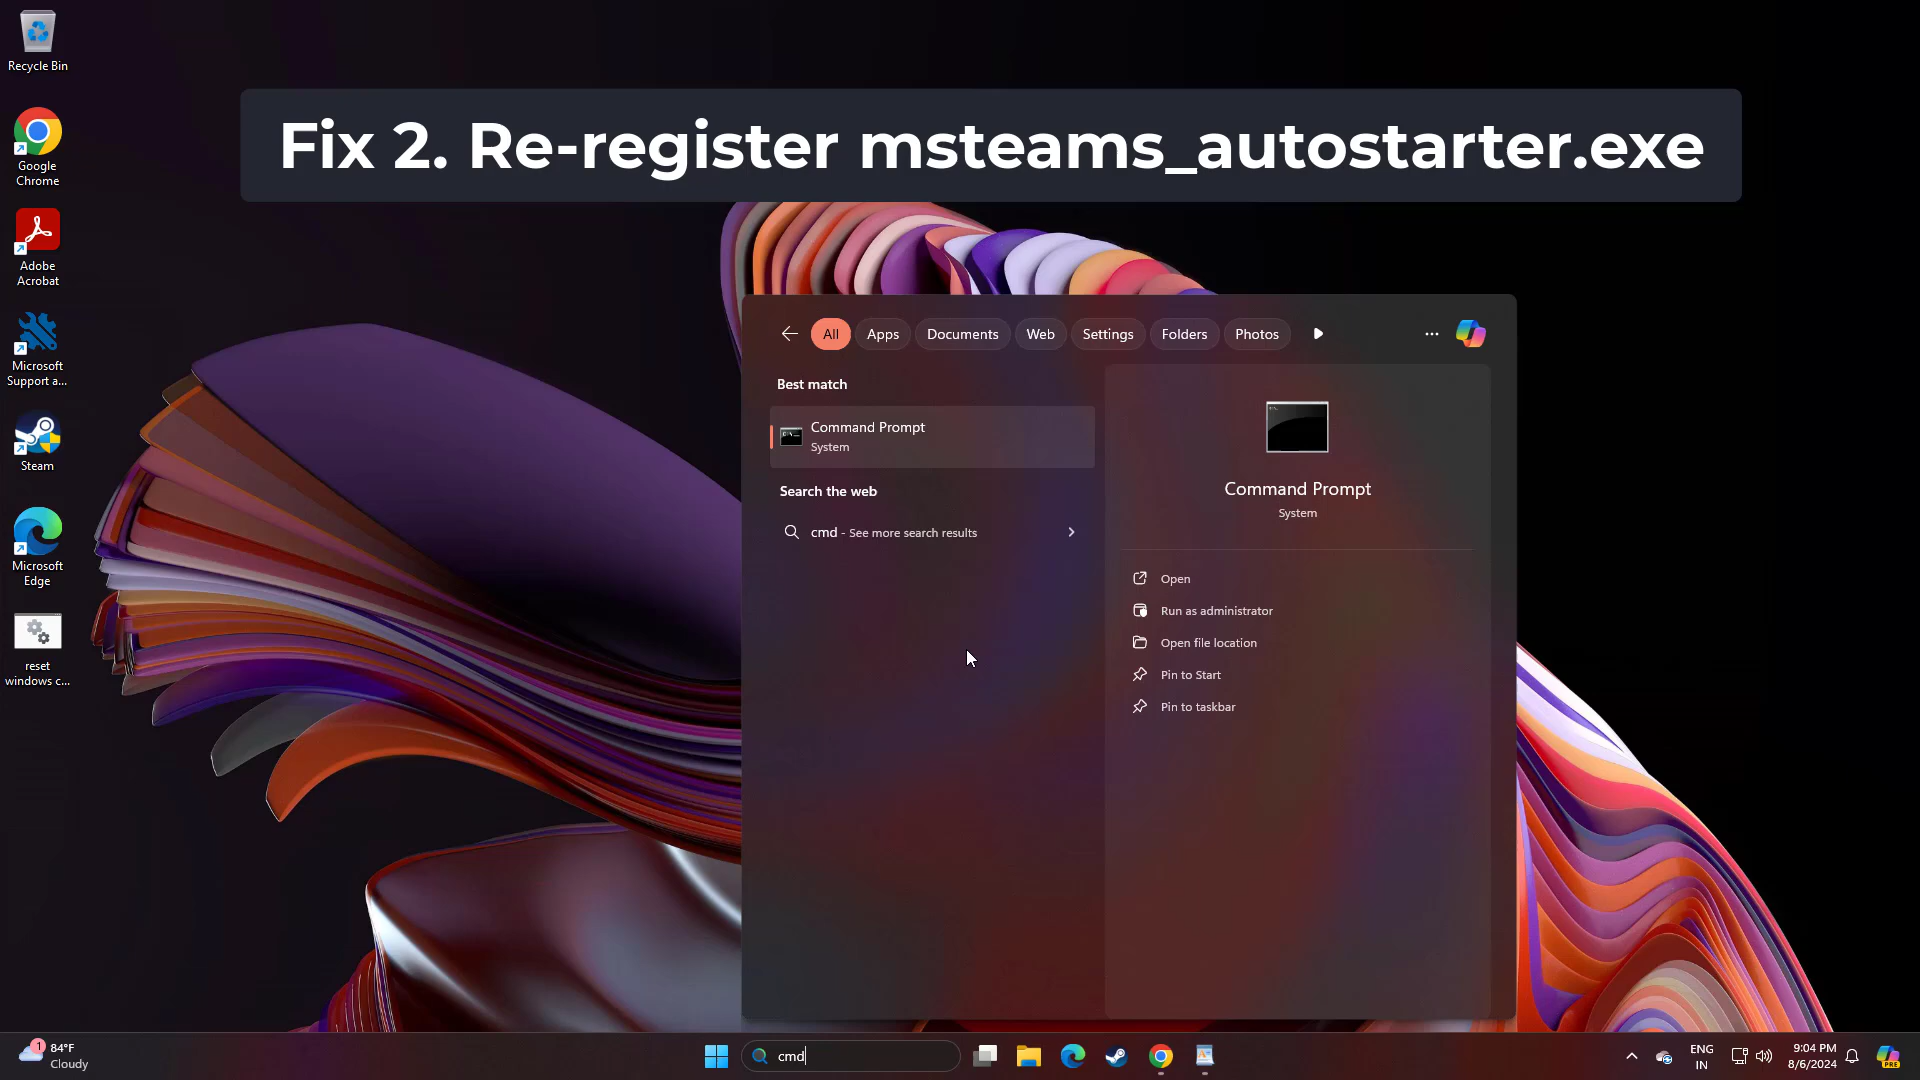 Recycle Bin
Google
Chrome
Adobe
Acrobat
Microsoft
Support a...
Steam
Microsoft
Edge
reset
windows c...
Fix 2. Re-register msteams_autostarter.exe
All
Apps
Documents
Web
Settings
Folders
Photos
Best match
Command Prompt
System
Search the web
cmd - See more search results
Command Prompt
System
Open
Run as administrator
Open file location
Pin to Start
Pin to taskbar
1
84°F
Cloudy
cmd
ENG
IN
9:04 PM
8/6/2024
PRE